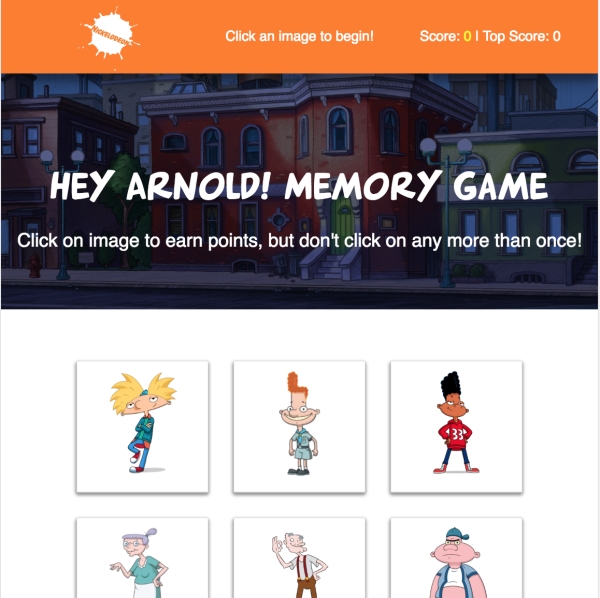 NICKELODEON
Click an image to begin!
Score: 0 | Top Score: 0
HEY ARNOLD! MEMORY GAME
Click on image to earn points, but don't click on any more than once!
33